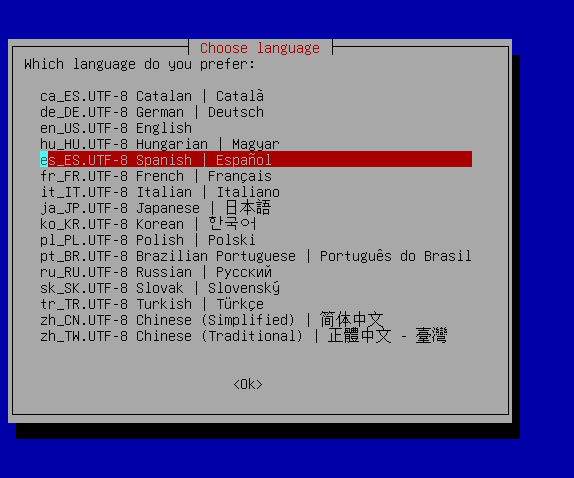 Choose language
Which language do you prefer:
ca_ES.UTF-8 Catalan | Català
de_DE.UTF-8 German | Deutsch
en_US.UTF-8 English
hu_HU.UTF-8 Hungarian | Magyar
es_ES.UTF-8 Spanish | Español
fr_FR.UTF-8 French | Français
it_IT.UTF-8 Italian | Italiano
ja_JP.UTF-8 Japanese | 日本語
ko_KR.UTF-8 Korean | 한국어
pl_PL.UTF-8 Polish | Polski
pt_BR.UTF-8 Brazilian Portuguese | Português do Brasil
ru_RU.UTF-8 Russian | Русский
sk_SK.UTF-8 Slovak | Slovenský
tr_TR.UTF-8 Turkish | Türkçe
zh_CN.UTF-8 Chinese (Simplified) | 简体中文
zh_TW.UTF-8 Chinese (Traditional) | 正體中文 - 臺灣
<Ok>